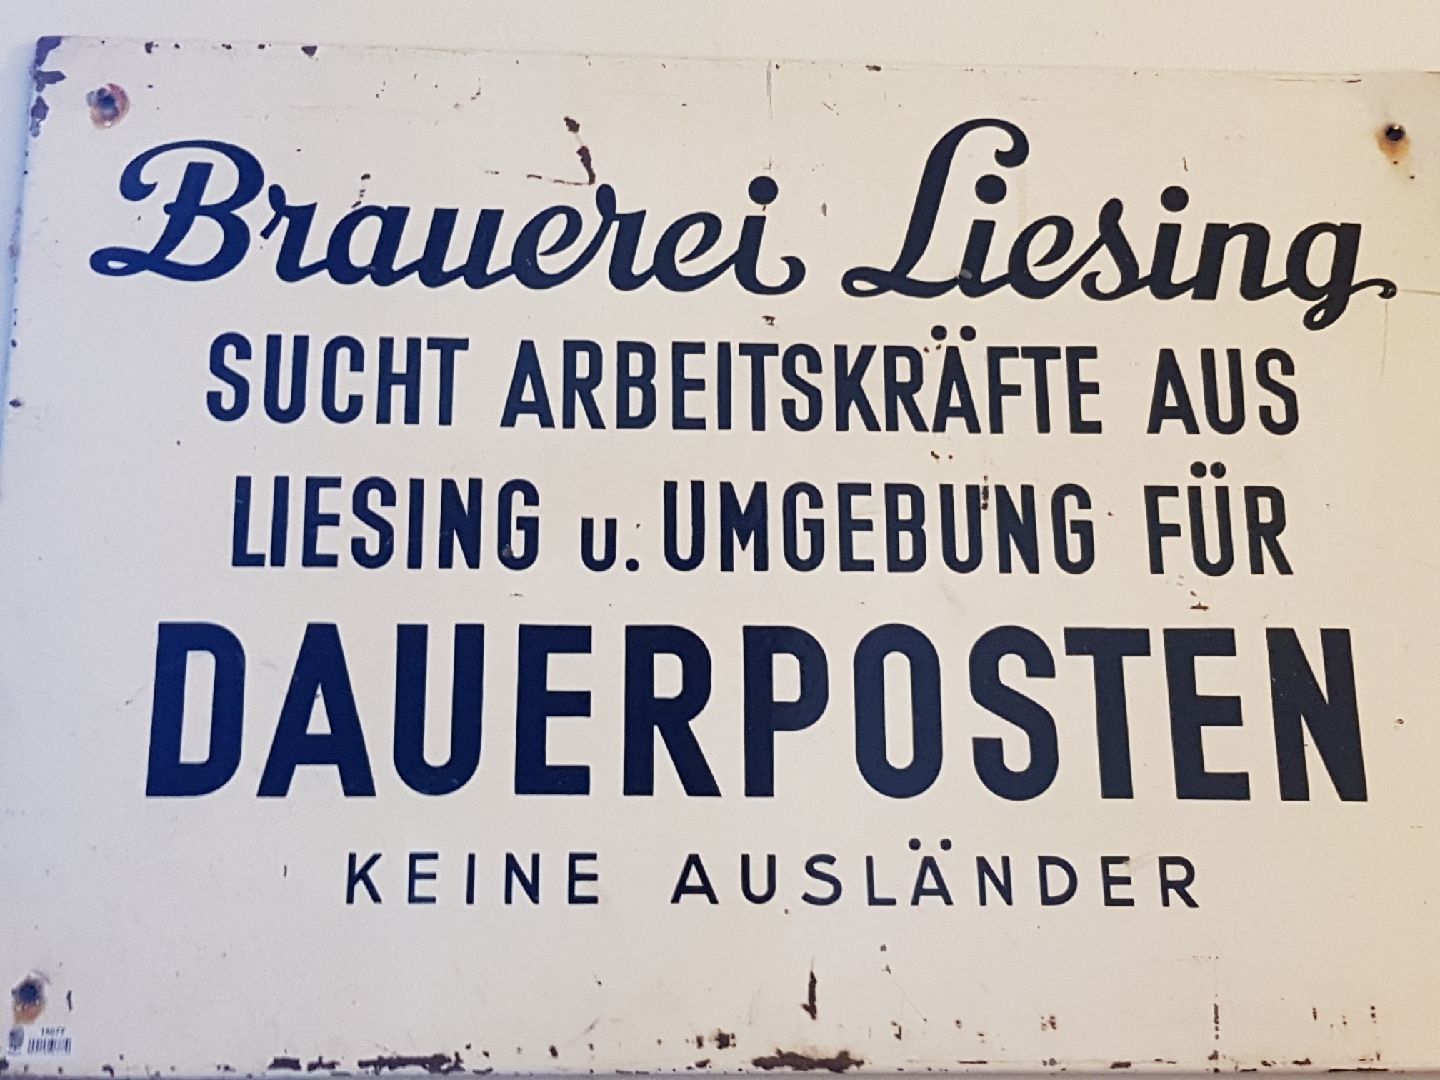 Brauerei Liesing
SUCHT ARBEITSKRÄFTE AUS
LIESING u. UMGEBUNG FÜR
DAUERPOSTEN
KEINE AUSLÄNDER